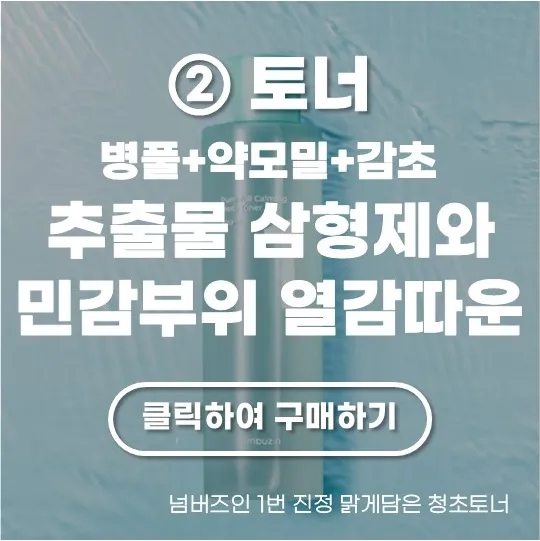 ② 토너
병풀+약모밀+감초
추출물 삼형제와
민감부위 열감따운
클릭하여 구매하기
넘버즈인 1번 진정 맑게담은 청초토너